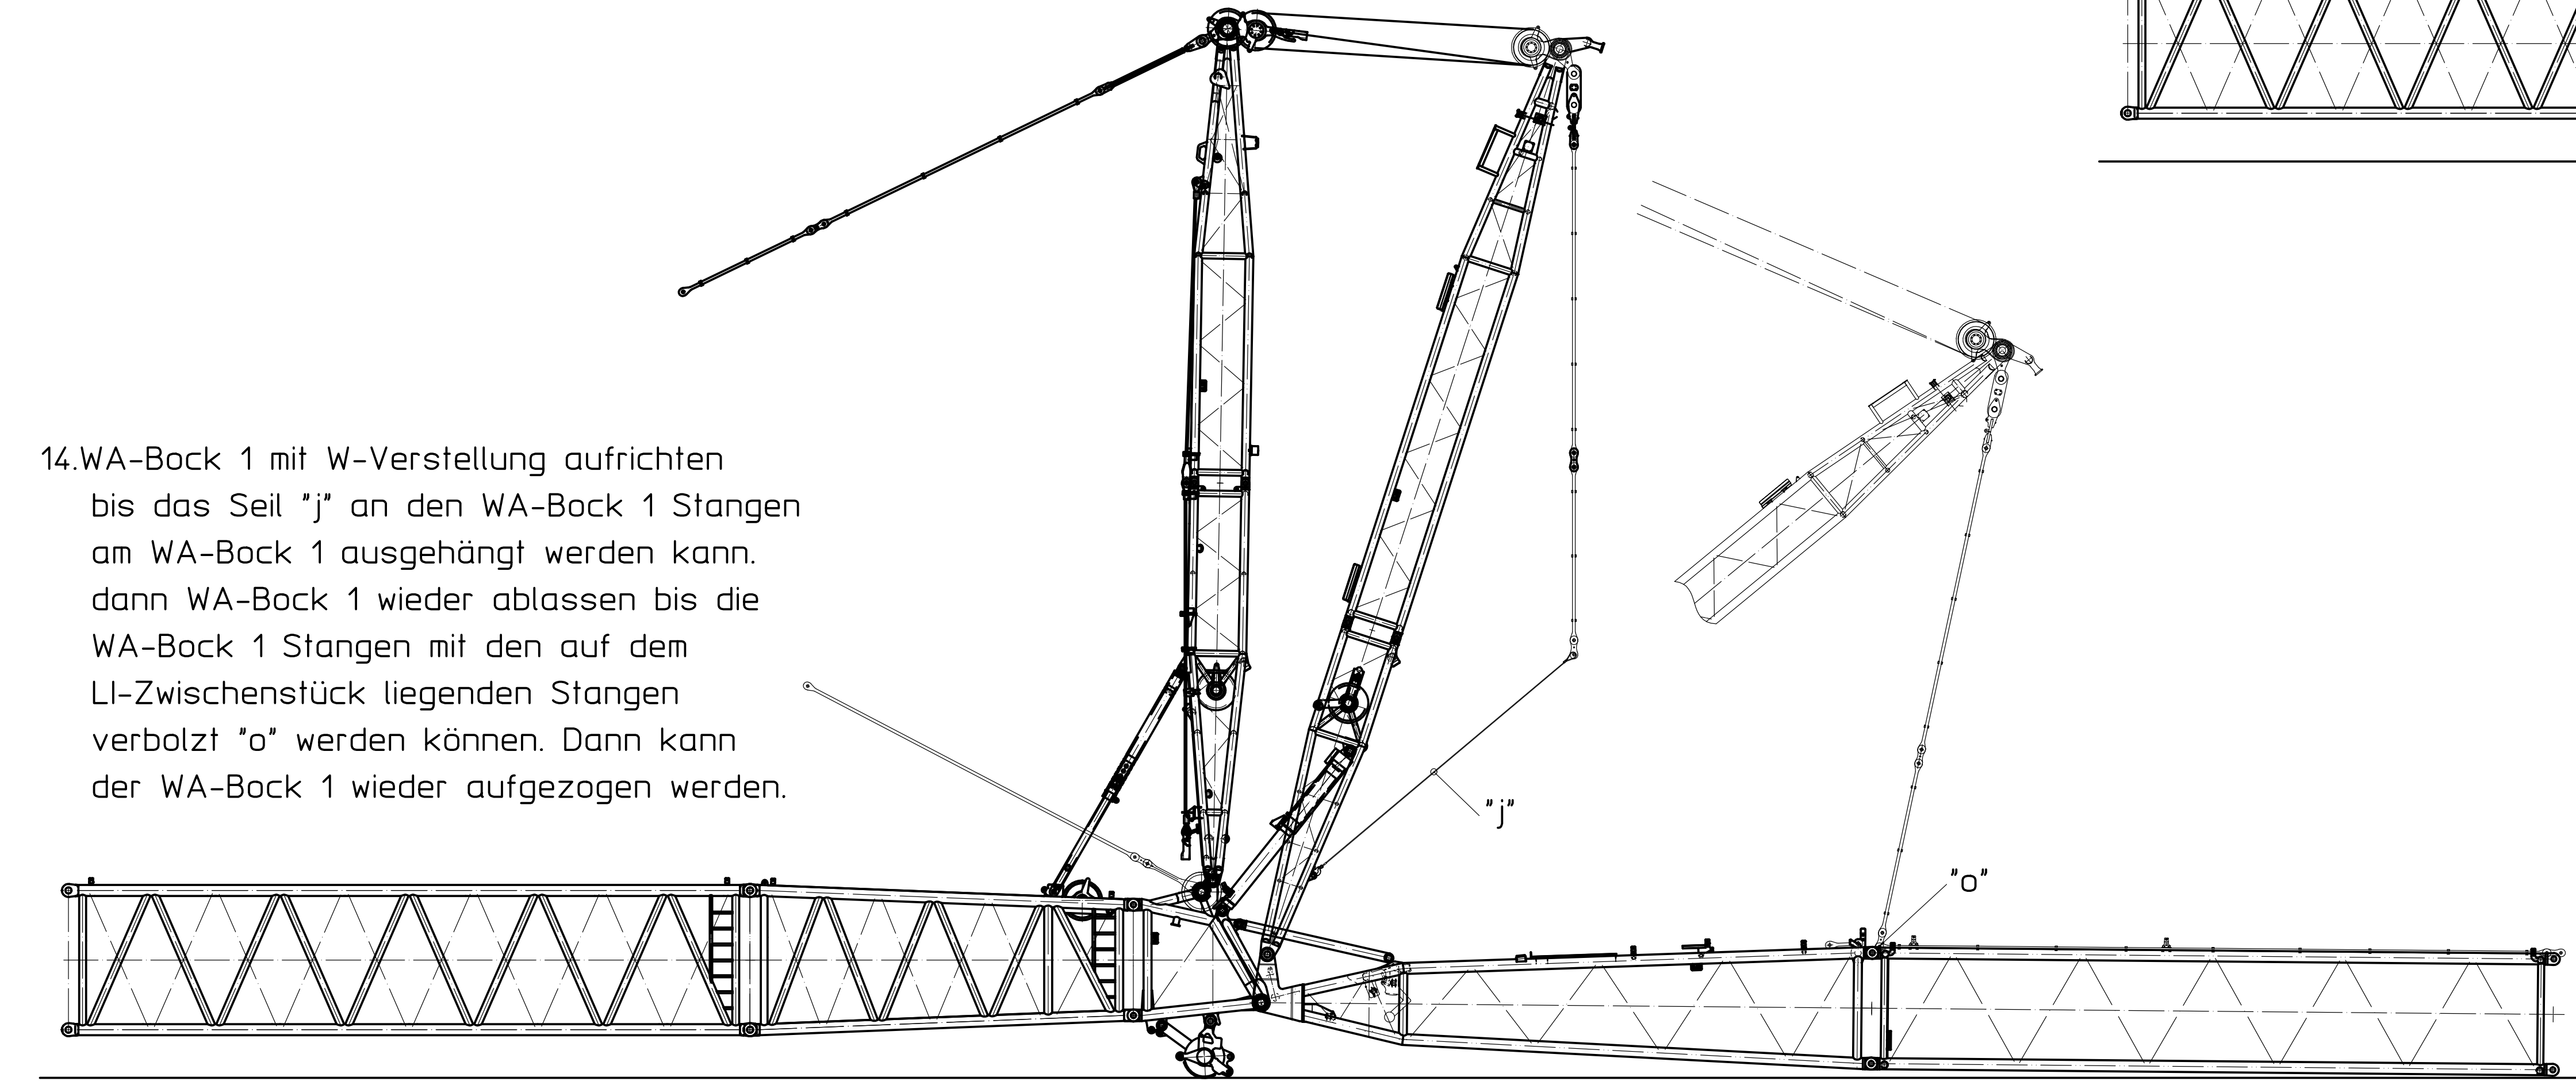 14.WA-Bock 1 mit W-Verstellung aufrichten
bis das Seil "j" an den WA-Bock 1 Stangen
am WA-Bock 1 ausgehängt werden kann.
dann WA-Bock 1 wieder ablassen bis die
WA-Bock 1 Stangen mit den auf dem
LI-Zwischenstück liegenden Stangen
verbolzt "o" werden können. Dann kann
der WA-Bock 1 wieder aufgezogen werden.
"j"
"o"